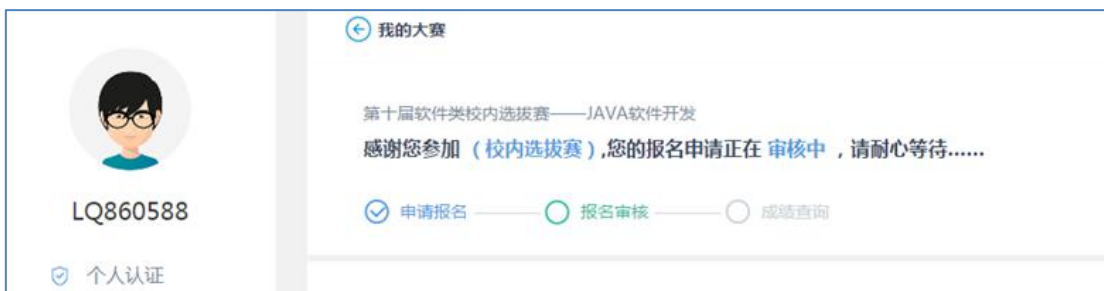 我的大赛
第十届软件类校内选拔赛——JAVA软件开发
感谢您参加 （校内选拔赛）,您的报名申请正在 审核中 ，请耐心等待......
申请报名 报名审核 成绩查询
LQ860588
个人认证